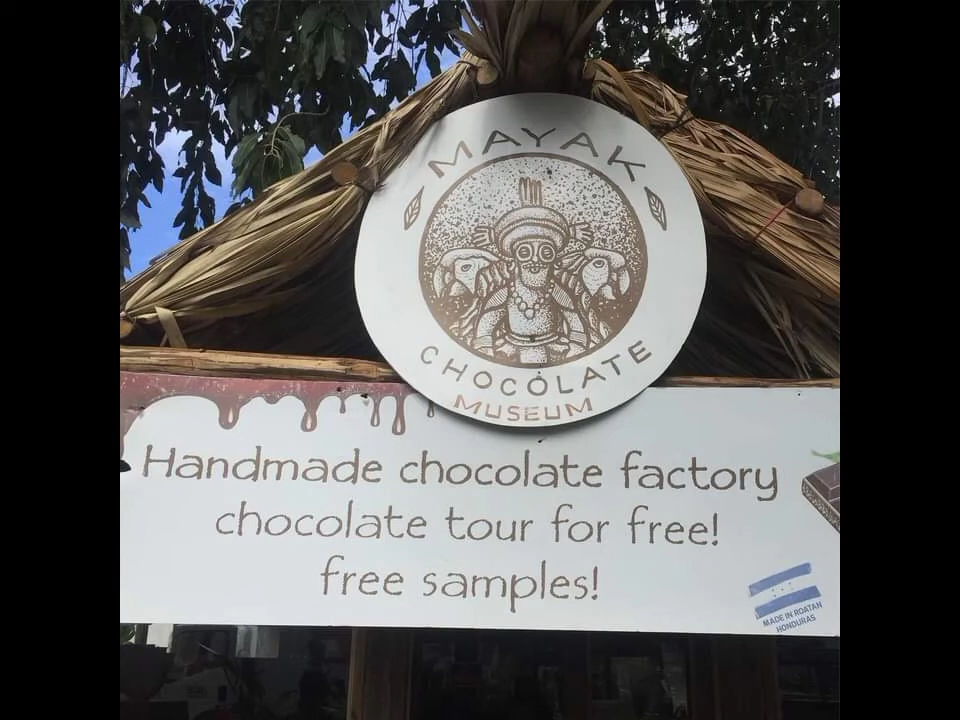 MAYAK
CHOCOLATE
MUSEUM
Handmade chocolate factory
chocolate tour for free!
free samples!
MADE IN ROATAN
HONDURAS